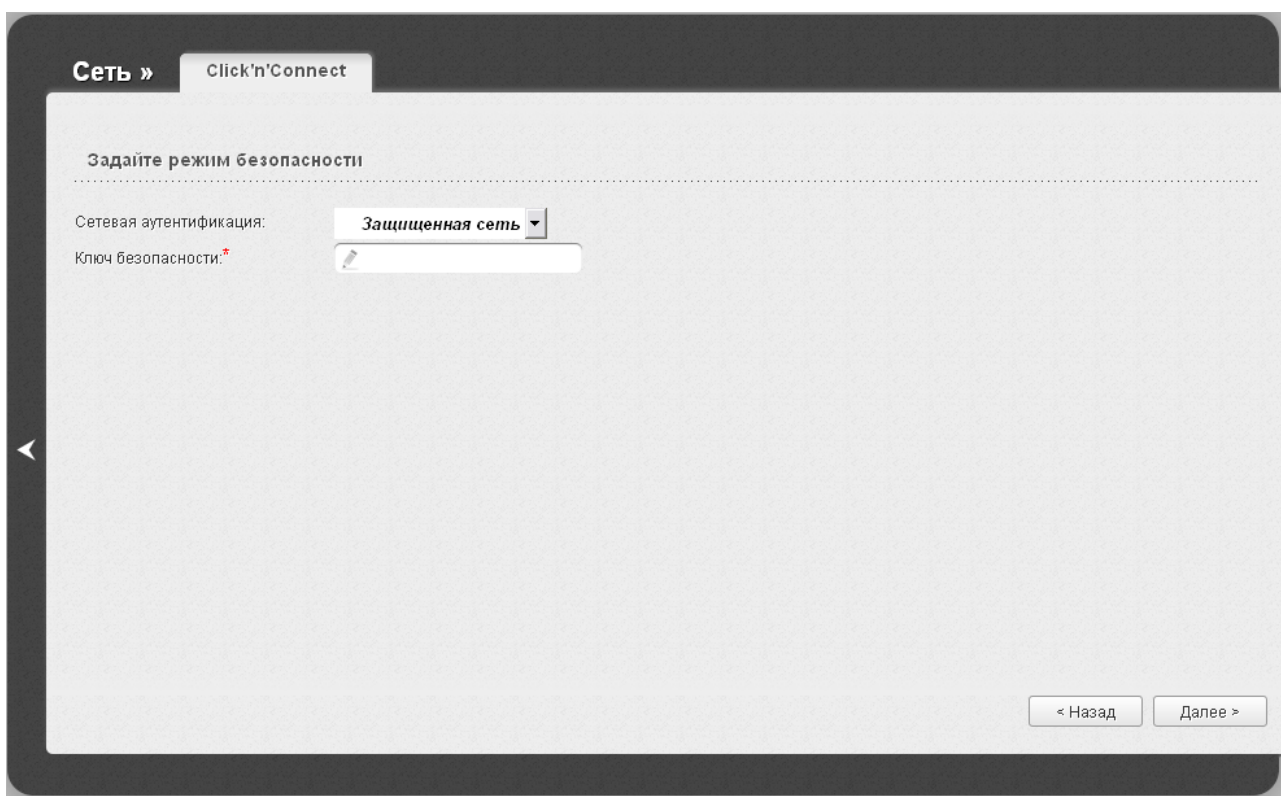 Сеть »
Click'n'Connect
Задайте режим безопасности
Сетевая аутентификация:
Защищенная сеть
Ключ безопасности:*
< Назад
Далее >